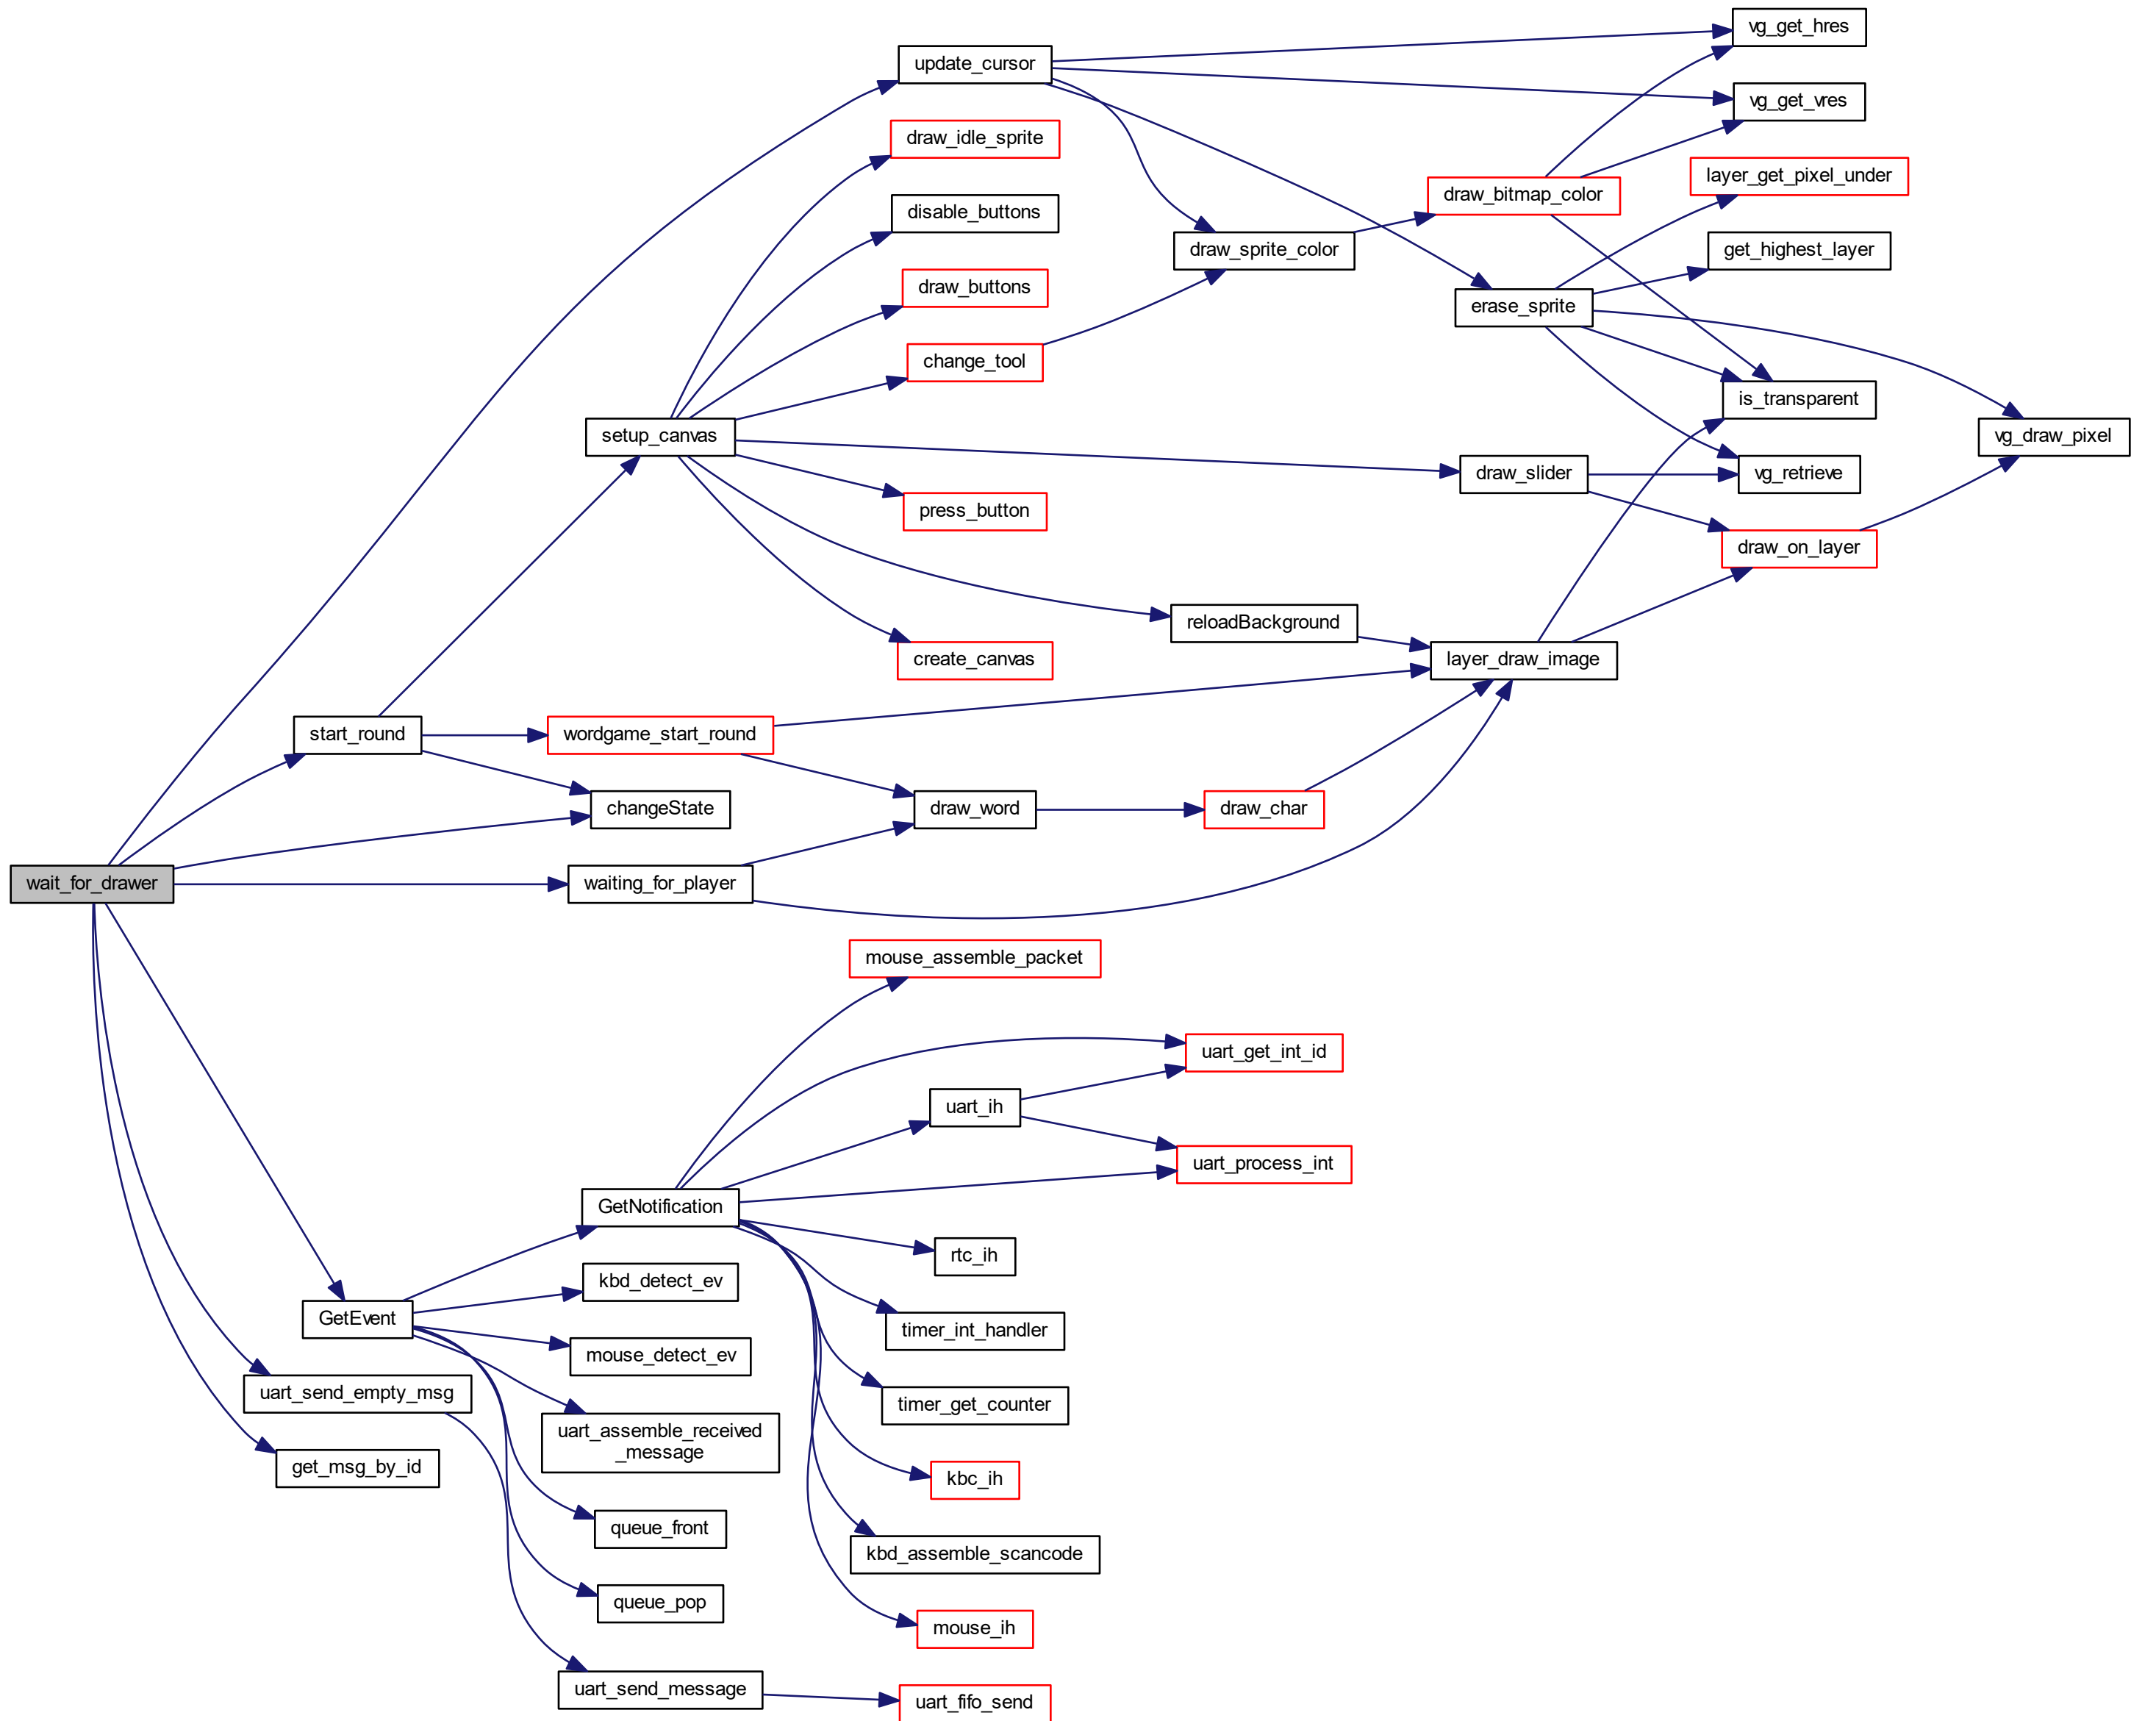 vg_get_hres
update_cursor
vg_get_vres
draw_idle_sprite
layer_get_pixel_under
draw_bitmap_color
disable_buttons
draw_sprite_color
get_highest_layer
draw_buttons
erase_sprite
change_tool
is_transparent
setup_canvas
vg_draw_pixel
draw_slider
vg_retrieve
press_button
draw_on_layer
reloadBackground
create_canvas
layer_draw_image
start_round
wordgame_start_round
changeState
draw_word
draw_char
wait_for_drawer
waiting_for_player
mouse_assemble_packet
uart_get_int_id
uart_ih
uart_process_int
GetNotification
rtc_ih
kbd_detect_ev
GetEvent
timer_int_handler
mouse_detect_ev
uart_send_empty_msg
timer_get_counter
uart_assemble_received
_message
get_msg_by_id
kbc_ih
queue_front
kbd_assemble_scancode
queue_pop
mouse_ih
uart_send_message
uart_fifo_send